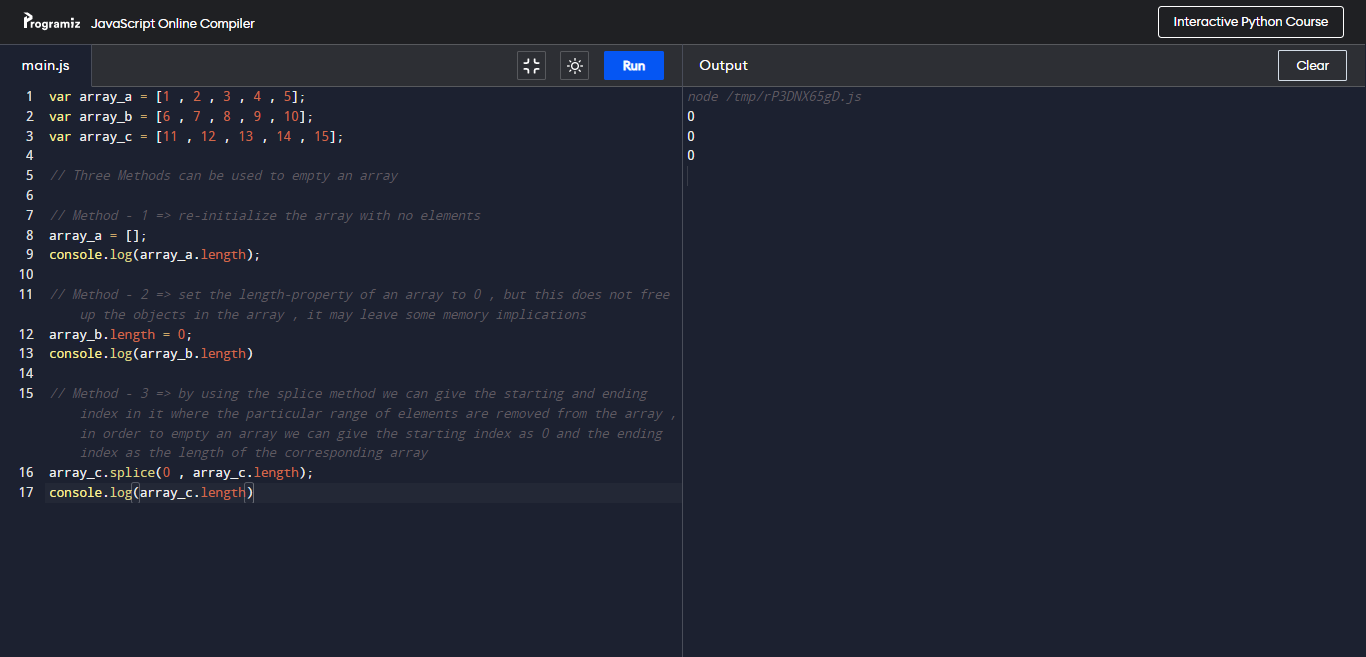 Programiz JavaScript Online Compiler
Interactive Python Course
main.js
Run
Output
Clear
1 var array_a = [1 , 2 , 3 , 4 , 5];
2 var array_b = [6 , 7 , 8 , 9 , 10];
3 var array_c = [11 , 12 , 13 , 14 , 15];
4
5 // Three Methods can be used to empty an array
6
7 // Method - 1 => re-initialize the array with no elements
8 array_a = [];
9 console.log(array_a.length);
10
11 // Method - 2 => set the length-property of an array to 0 , but this does not free
up the objects in the array , it may leave some memory implications
12 array_b.length = 0;
13 console.log(array_b.length)
14
15 // Method - 3 => by using the splice method we can give the starting and ending
index in it where the particular range of elements are removed from the array ,
in order to empty an array we can give the starting index as 0 and the ending
index as the length of the corresponding array
16 array_c.splice(0 , array_c.length);
17 console.log(array_c.length)
node /tmp/rP3DNX65gD.js
0
0
0